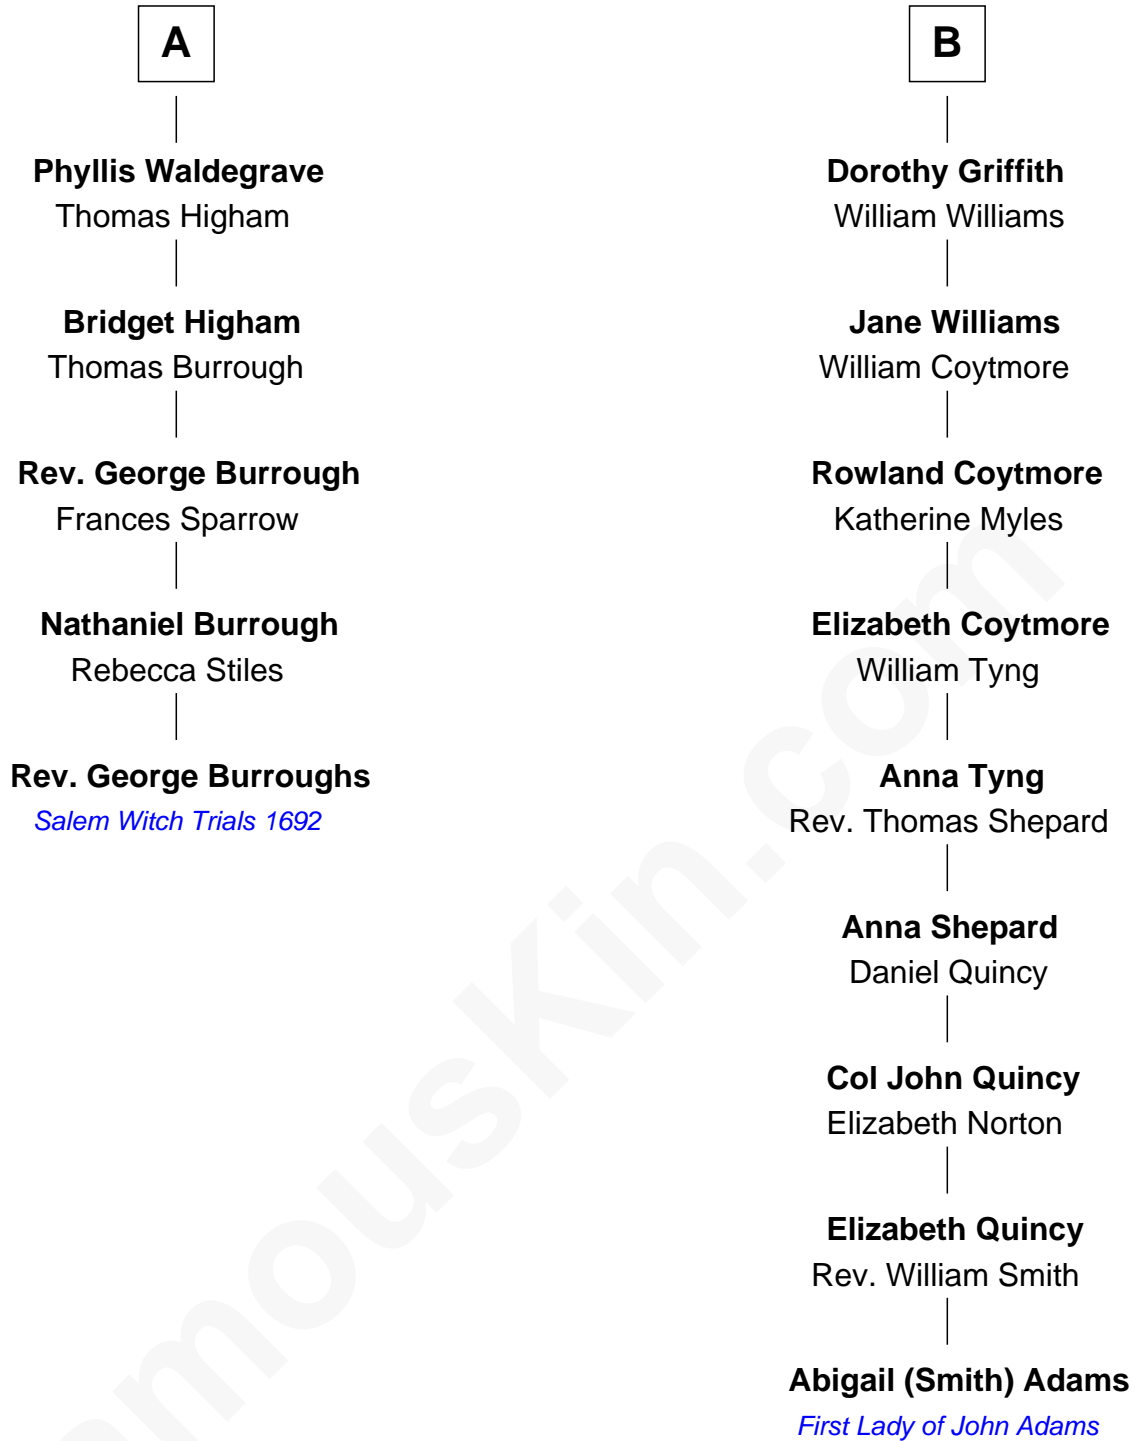 A
Phyllis Waldegrave
Thomas Higham
Bridget Higham
Thomas Burrough
Rev. George Burrough
Frances Sparrow
Nathaniel Burrough
Rebecca Stiles
Rev. George Burroughs
Salem Witch Trials 1692
B
Dorothy Griffith
William Williams
Jane Williams
William Coytmore
Rowland Coytmore
Katherine Myles
Elizabeth Coytmore
William Tyng
Anna Tyng
Rev. Thomas Shepard
Anna Shepard
Daniel Quincy
Col John Quincy
Elizabeth Norton
Elizabeth Quincy
Rev. William Smith
Abigail (Smith) Adams
First Lady of John Adams
amouskin.com